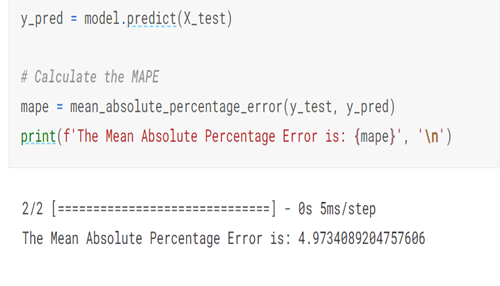 y_pred = model.predict(X_test)
# Calculate the MAPE
mape = mean_absolute_percentage_error(y_test, y_pred)
print(f'The Mean Absolute Percentage Error is: {mape}', '\n')
2/2 [==============================] - 0s 5ms/step
The Mean Absolute Percentage Error is: 4.9734089204757606